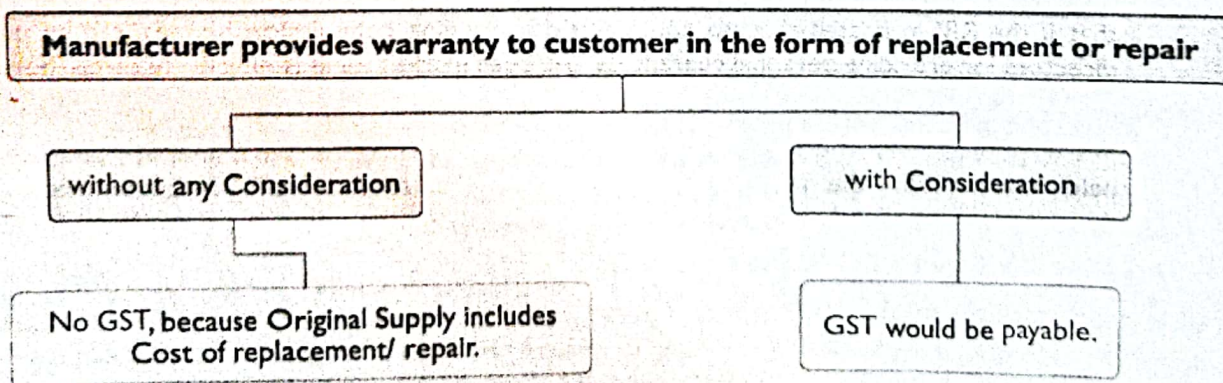 Manufacturer provides warranty to customer in the form of replacement or repair
without any Consideration
with Consideration
No GST, because Original Supply includes
Cost of replacement/ repair.
GST would be payable.